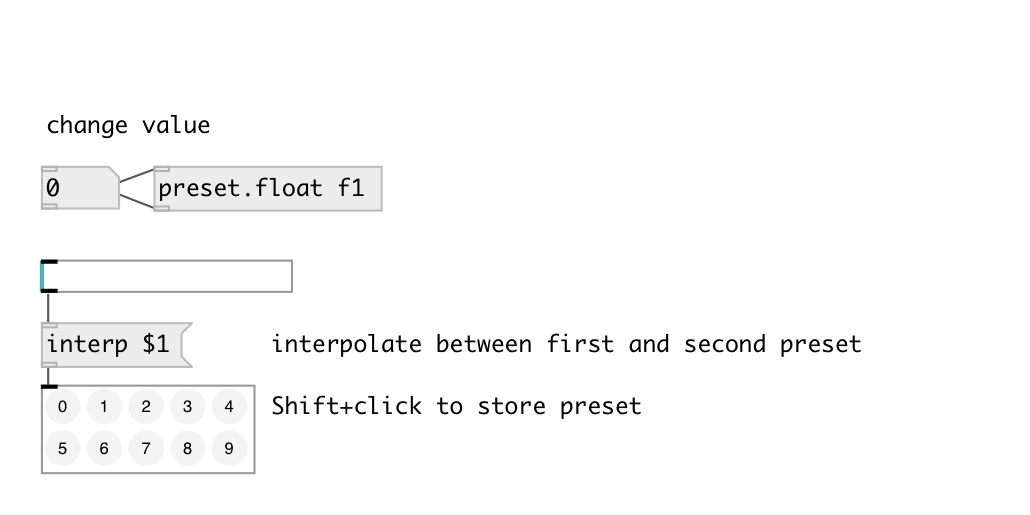 change value
0
preset.float f1
interp $1
interpolate between first and second preset
0 1 2 3 4
Shift+click to store preset
5 6 7 8 9